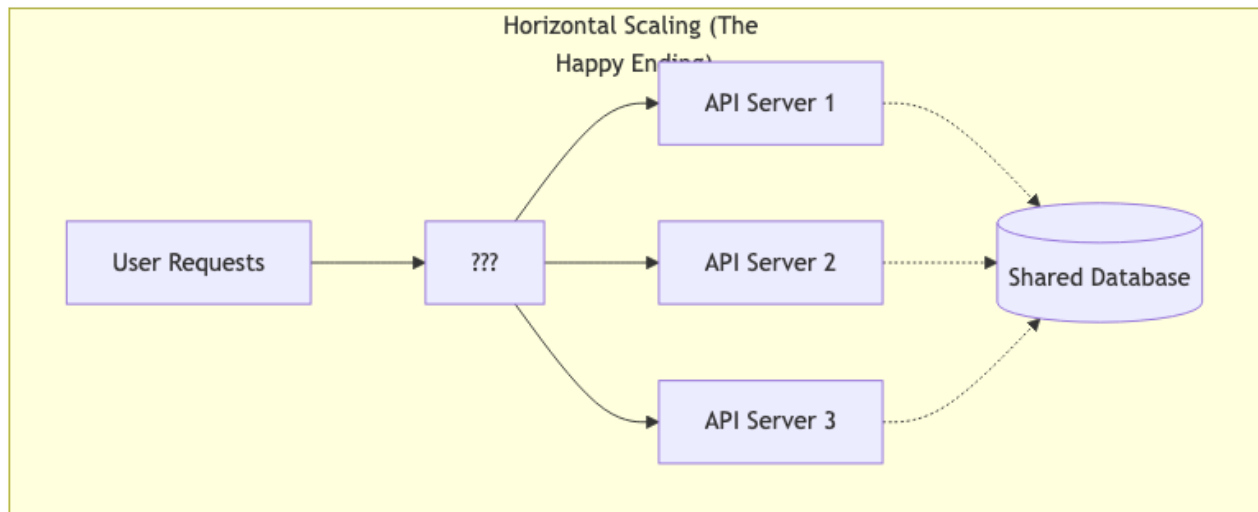 Horizontal Scaling (The
Happy Ending)
API Server 1
User Requests
???
API Server 2
Shared Database
API Server 3